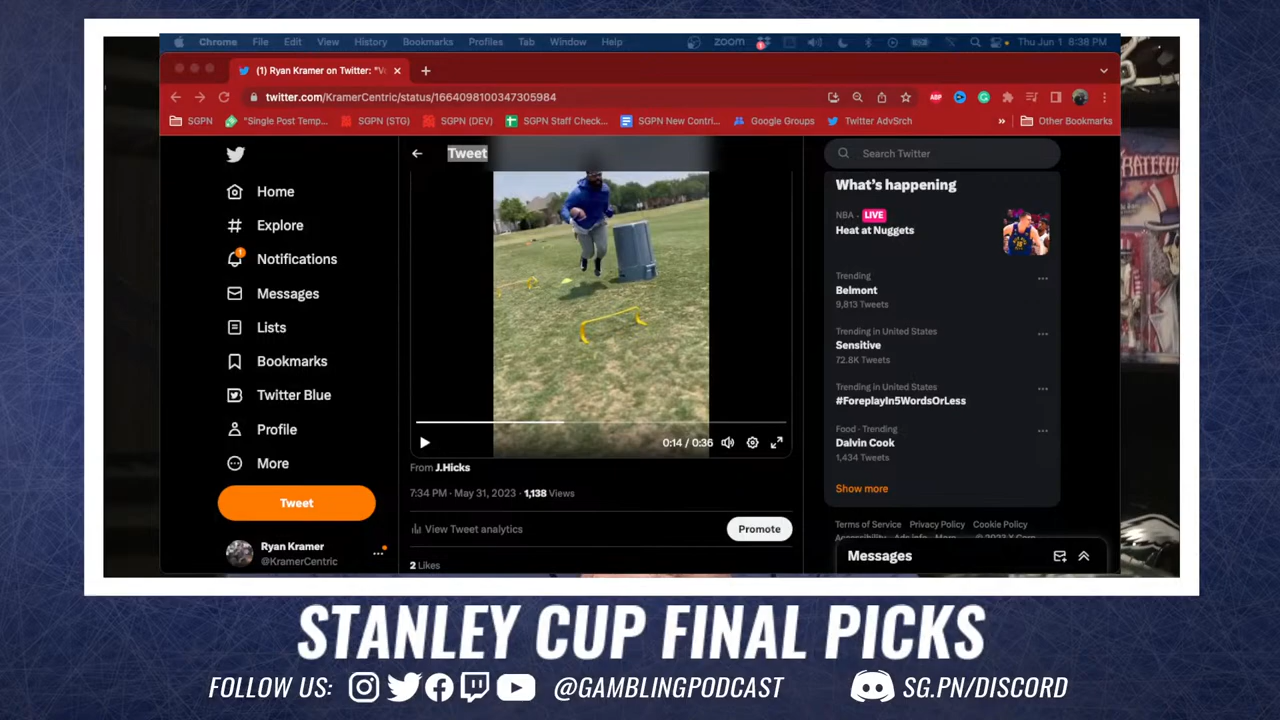 Chrome File Edit View History Bookmarks Profiles Tab Window Help zoom Thu Jun 1 8:38 PM
(1) Ryan Kramer on Twitter: "V
twitter.com/KramerCentric/status/1664098100347305984
ABP
SGPN "Single Post Temp... SGPN (STG) SGPN (DEV) SGPN Staff Check... SGPN New Contri... Google Groups Twitter AdvSrch » Other Bookmarks
Tweet
Search Twitter
Home
Explore
1
Notifications
Messages
Lists
Bookmarks
Twitter Blue
Profile
More
Tweet
Ryan Kramer
@KramerCentric
0:14 / 0:36
From J.Hicks
7:34 PM · May 31, 2023 · 1,138 Views
View Tweet analytics
Promote
2 Likes
What's happening
NBA · LIVE
Heat at Nuggets
Trending
Belmont
9,813 Tweets
Trending in United States
Sensitive
72.8K Tweets
Trending in United States
#ForeplayIn5WordsOrLess
Food · Trending
Dalvin Cook
1,434 Tweets
Show more
Terms of Service Privacy Policy Cookie Policy
Messages
STANLEY CUP FINAL PICKS
FOLLOW US: @GAMBLINGPODCAST SG.PN/DISCORD